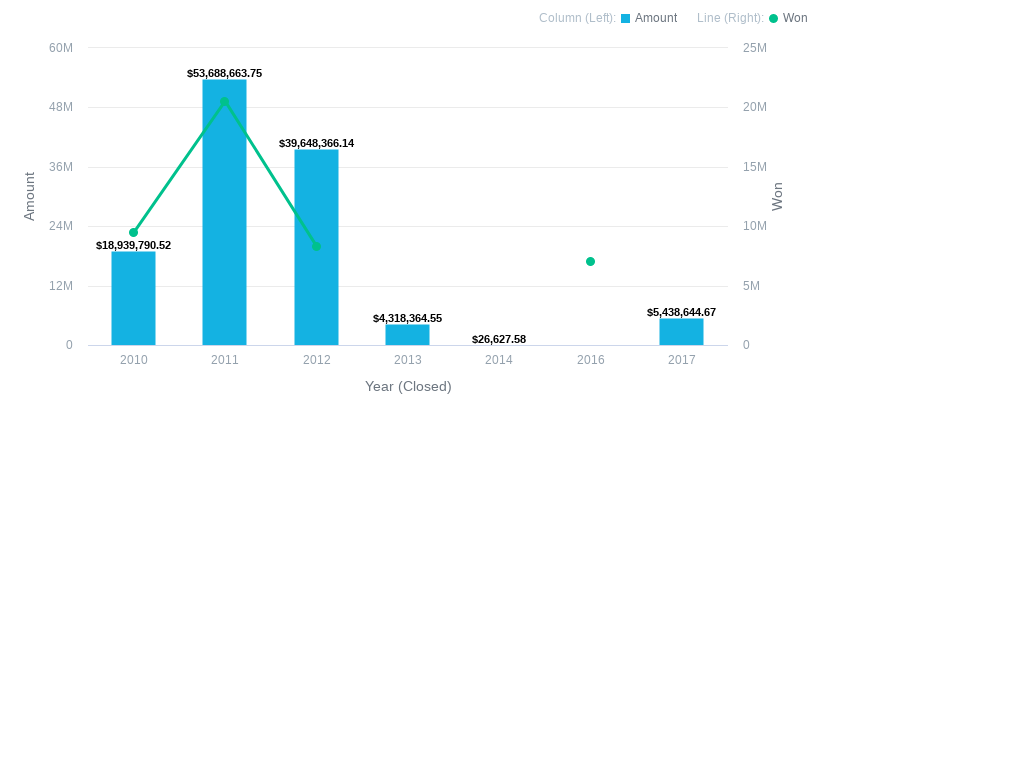 Column (Left): Amount Line (Right): Won
60M
48M
36M
24M
12M
0
Amount
25M
20M
15M
10M
5M
0
Won
$18,939,790.52
$53,688,663.75
$39,648,366.14
$4,318,364.55
$26,627.58
$5,438,644.67
2010 2011 2012 2013 2014 2016 2017
Year (Closed)